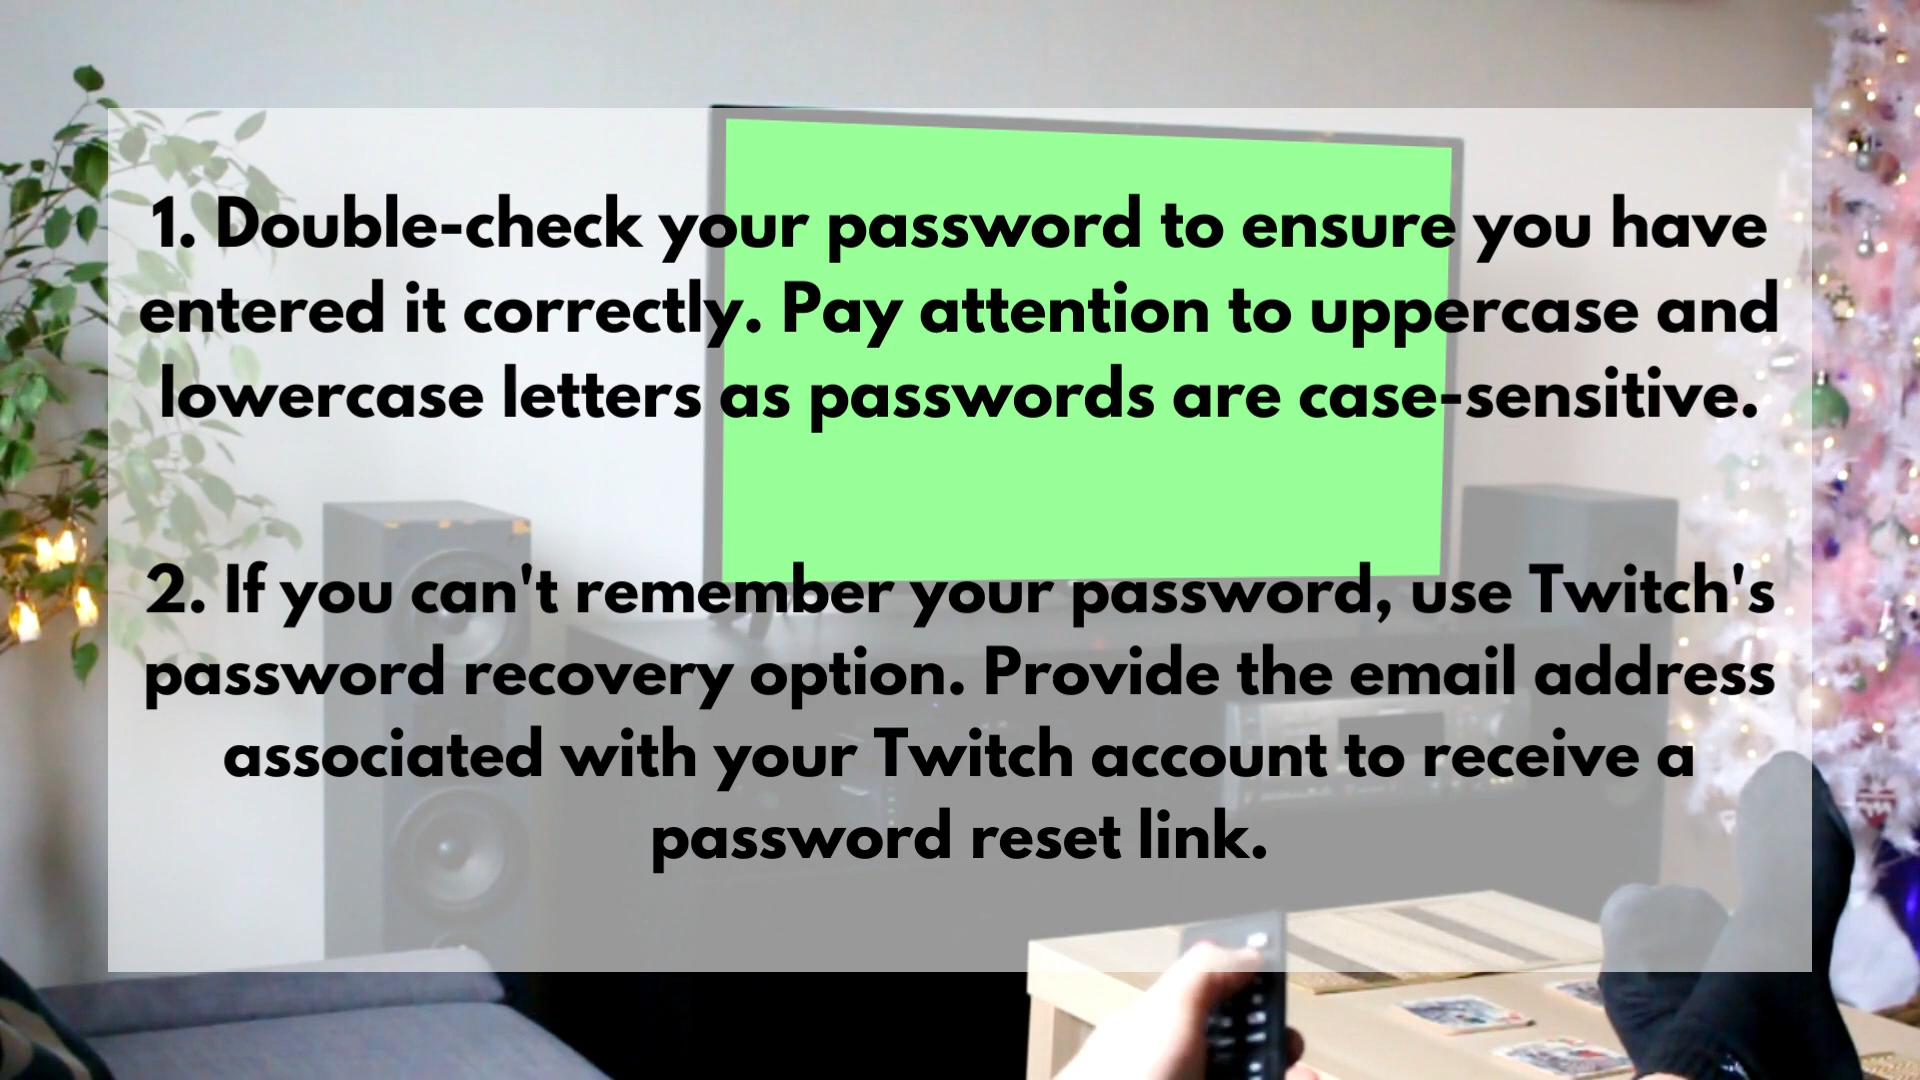 1. Double-check your password to ensure you have
entered it correctly. Pay attention to uppercase and
lowercase letters as passwords are case-sensitive.
2. If you can't remember your password, use Twitch's
password recovery option. Provide the email address
associated with your Twitch account to receive a
password reset link.